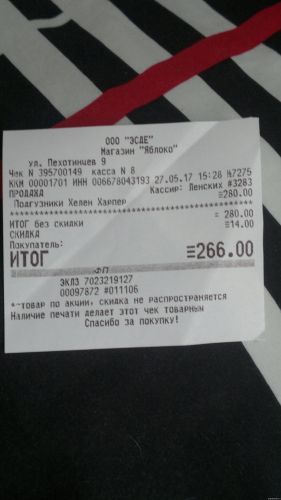 ООО "ЭСДЕ"
Магазин "Яблоко"
ул. Пехотинцев 9
Чек N 395700149 касса N 8
ККМ 00001701 ИНН 006678043193 27.05.17 15:28 №7275
ПРОДАЖА Кассир: Ленских #3283
≡280.00
Подгузники Хелен Харпер
ИТОГ без скидки = 280.00
СКИДКА =14.00
Покупатель:
ИТОГ ≡266.00
ФП
ЭКЛЗ 7023219127
00097872 #011106
*-товар по акции, скидка не распространяется
Наличие печати делает этот чек товарным
Спасибо за покупку!